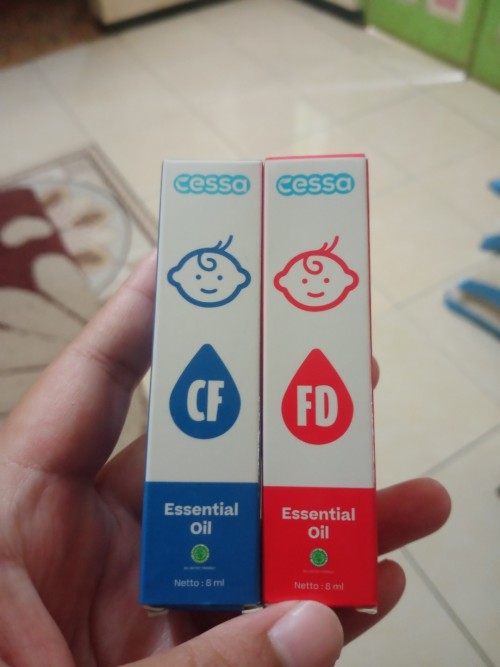 cessa
CF
Essential
Oil
Netto : 8 ml
cessa
FD
Essential
Oil
Netto : 8 ml